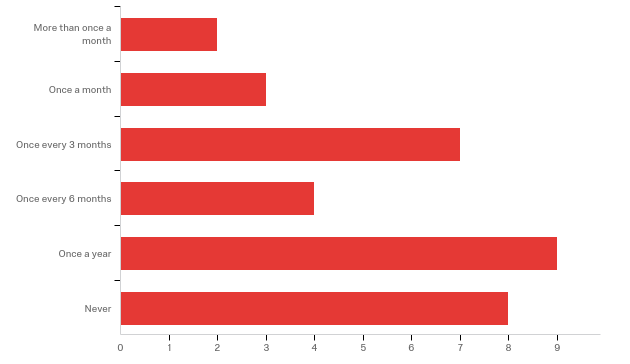 More than once a
month
Once a month
Once every 3 months
Once every 6 months
Once a year
Never
0 1 2 3 4 5 6 7 8 9